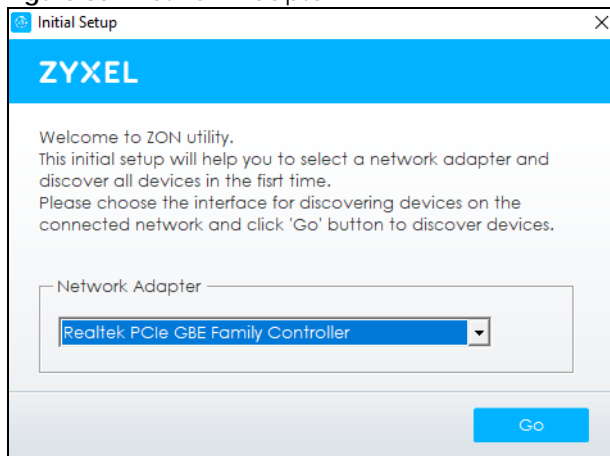 Initial Setup
ZYXEL
Welcome to ZON utility.
This initial setup will help you to select a network adapter and
discover all devices in the fisrt time.
Please choose the interface for discovering devices on the
connected network and click 'Go' button to discover devices.
Network Adapter
Realtek PCIe GBE Family Controller
Go